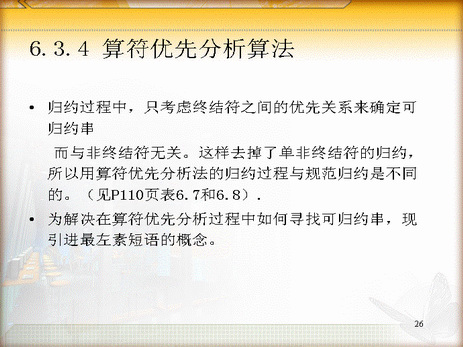 6.3.4 算符优先分析算法
• 归约过程中，只考虑终结符之间的优先关系来确定可
归约串
而与非终结符无关。这样去掉了单非终结符的归约，
所以用算符优先分析法的归约过程与规范归约是不同
的。（见P110页表6.7和6.8）.
• 为解决在算符优先分析过程中如何寻找可归约串，现
引进最左素短语的概念。
26